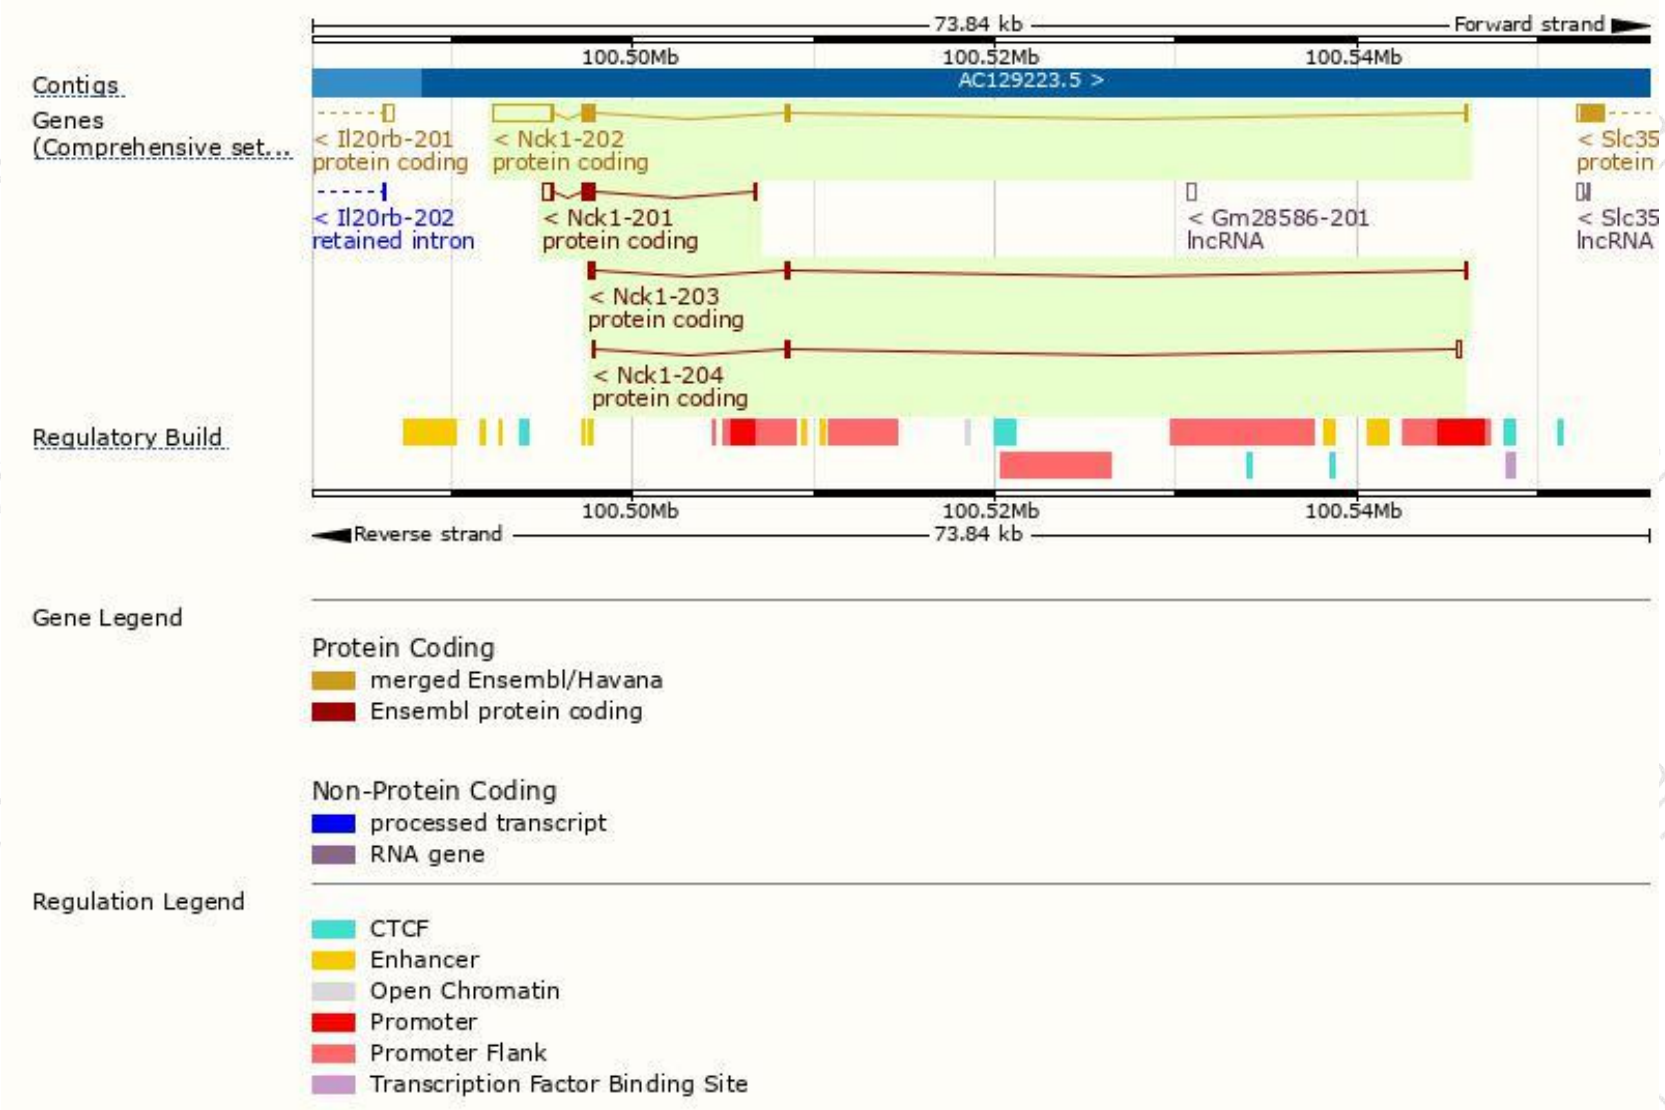 73.84 kb Forward strand
100.50Mb 100.52Mb 100.54Mb
Contigs AC129223.5 >
Genes
(Comprehensive set...
< Il20rb-201 < Nck1-202 < Slc35
protein coding protein coding protein
< Il20rb-202 < Nck1-201 < Gm28586-201 < Slc35
retained intron protein coding lncRNA lncRNA
< Nck1-203
protein coding
< Nck1-204
protein coding
Regulatory Build
100.50Mb 100.52Mb 100.54Mb
Reverse strand 73.84 kb
Gene Legend
Protein Coding
merged Ensembl/Havana
Ensembl protein coding
Non-Protein Coding
processed transcript
RNA gene
Regulation Legend
CTCF
Enhancer
Open Chromatin
Promoter
Promoter Flank
Transcription Factor Binding Site